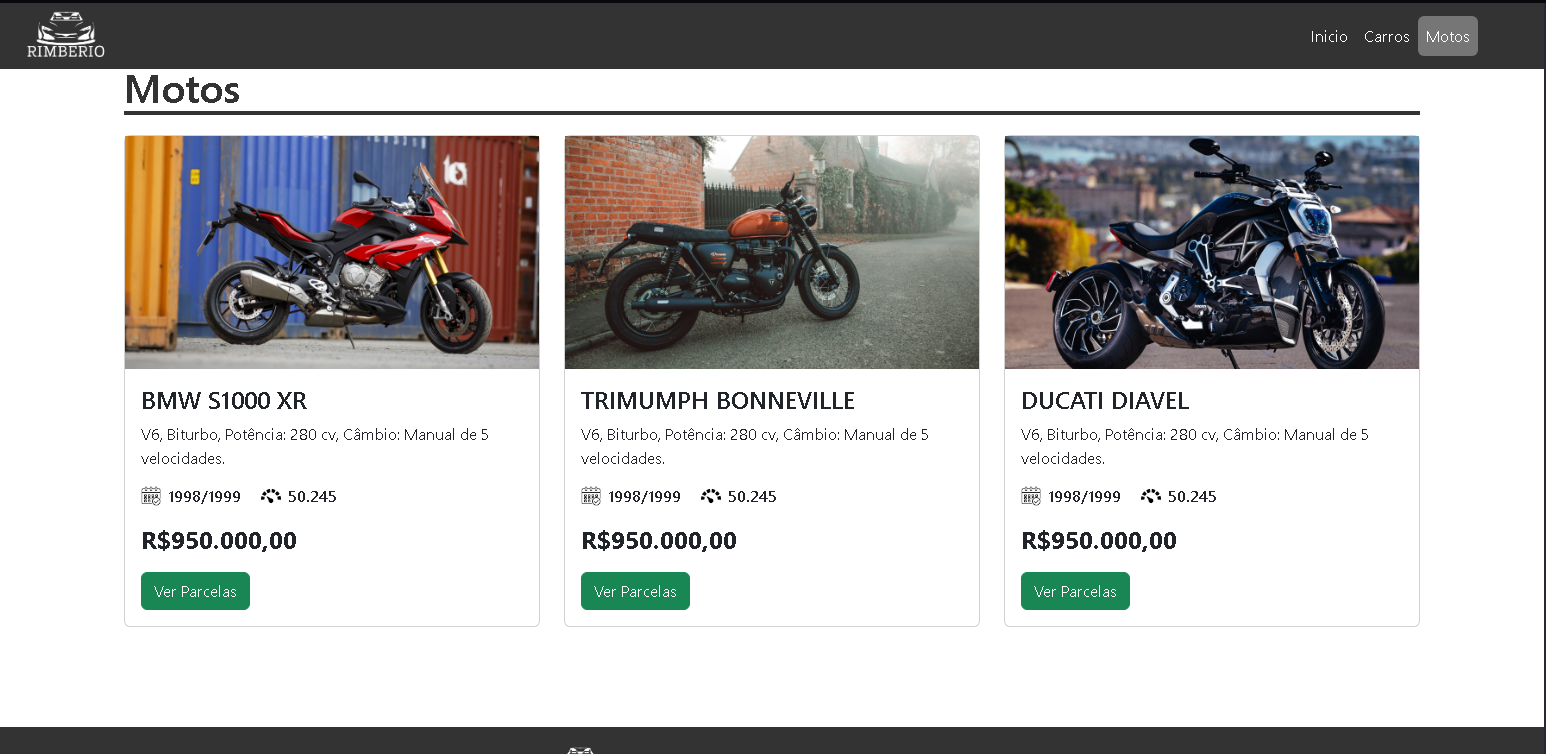 RIMBERIO
Inicio Carros Motos
Motos
BMW S1000 XR
V6, Biturbo, Potência: 280 cv, Câmbio: Manual de 5
velocidades.
1998/1999 50.245
R$950.000,00
Ver Parcelas
TRIMUMPH BONNEVILLE
V6, Biturbo, Potência: 280 cv, Câmbio: Manual de 5
velocidades.
1998/1999 50.245
R$950.000,00
Ver Parcelas
DUCATI DIAVEL
V6, Biturbo, Potência: 280 cv, Câmbio: Manual de 5
velocidades.
1998/1999 50.245
R$950.000,00
Ver Parcelas